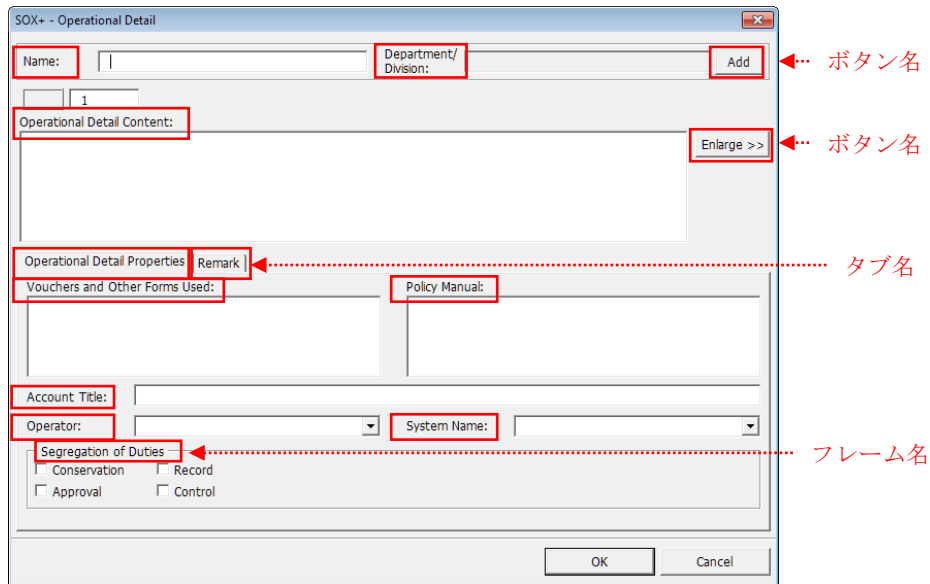 SOX+ - Operational Detail
Name:
Department/
Division:
Add
ボタン名
1
Operational Detail Content:
Enlarge >>
ボタン名
Operational Detail Properties
Remark
タブ名
Vouchers and Other Forms Used:
Policy Manual:
Account Title:
Operator:
System Name:
Segregation of Duties
フレーム名
Conservation
Record
Approval
Control
OK
Cancel